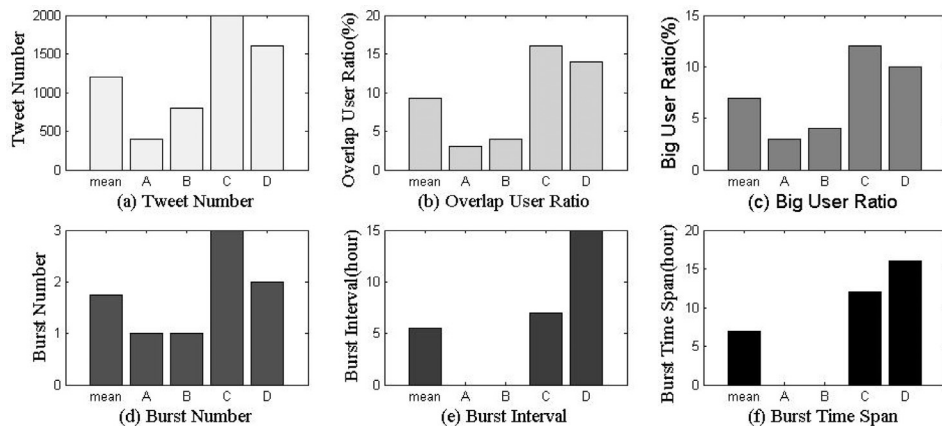 2000
1500
1000
500
0
Tweet Number
mean A B C D
(a) Tweet Number
20
15
10
5
0
Overlap User Ratio(%)
mean A B C D
(b) Overlap User Ratio
15
10
5
0
Big User Ratio(%)
mean A B C D
(c) Big User Ratio
3
2
1
0
Burst Number
mean A B C D
(d) Burst Number
15
10
5
0
Burst Interval(hour)
mean A B C D
(e) Burst Interval
20
15
10
5
0
Burst Time Span(hour)
mean A B C D
(f) Burst Time Span